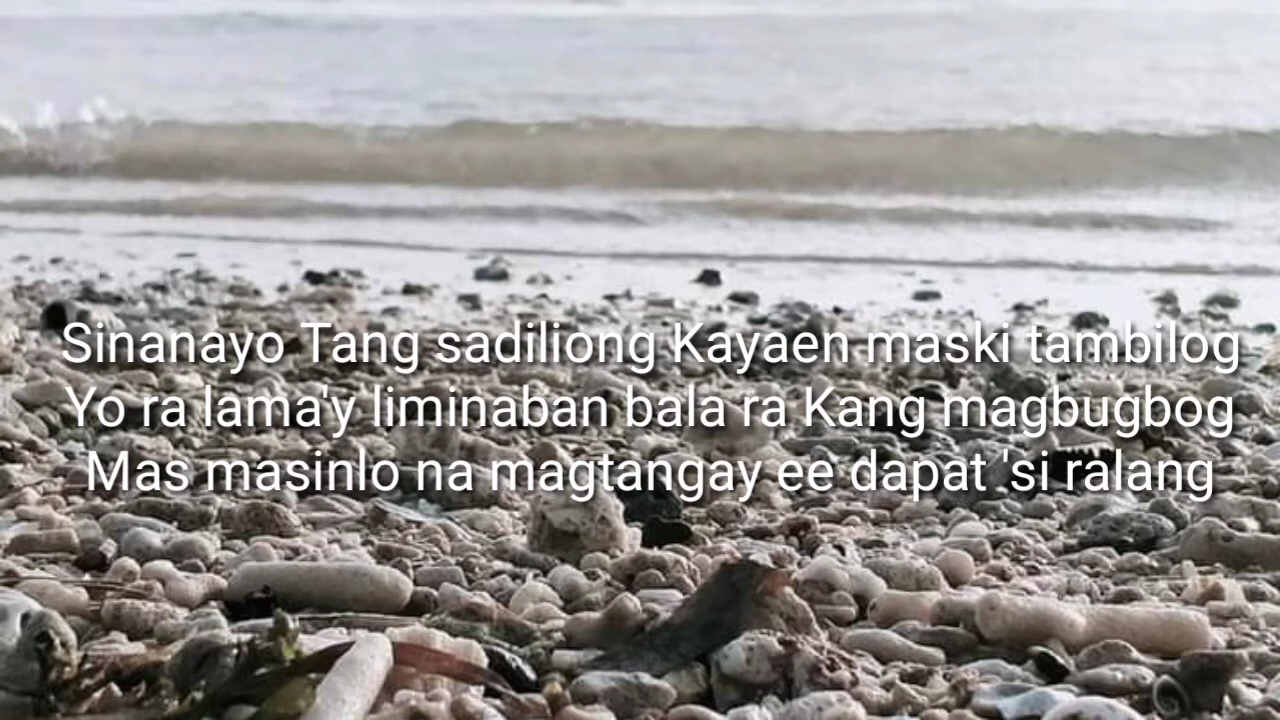 Sinanayo Tang sadiliong Kayaen maski tambilog
Yo ra lama'y liminaban bala ra Kang magbugbog
Mas masinlo na magtangay ee dapat 'si ralang